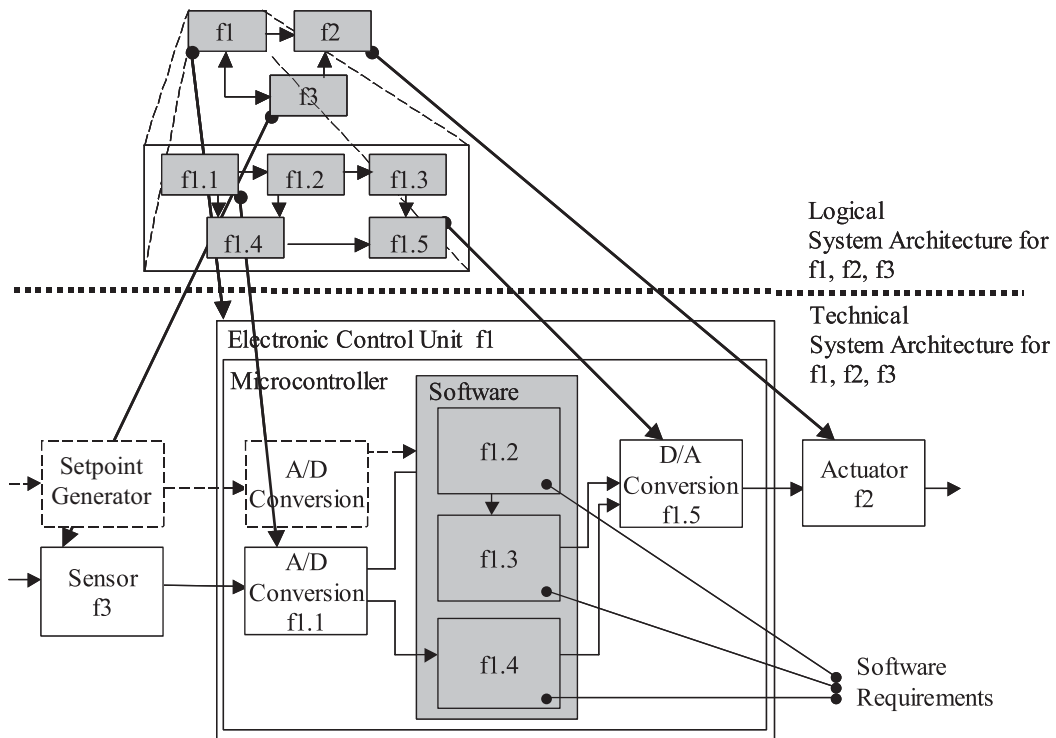 f1
f2
f3
f1.1
f1.2
f1.3
f1.4
f1.5
Logical
System Architecture for
f1, f2, f3
Technical
System Architecture for
f1, f2, f3
Electronic Control Unit f1
Microcontroller
Software
Setpoint
Generator
A/D
Conversion
f1.2
D/A
Conversion
f1.5
Actuator
f2
Sensor
f3
A/D
Conversion
f1.1
f1.3
f1.4
Software
Requirements